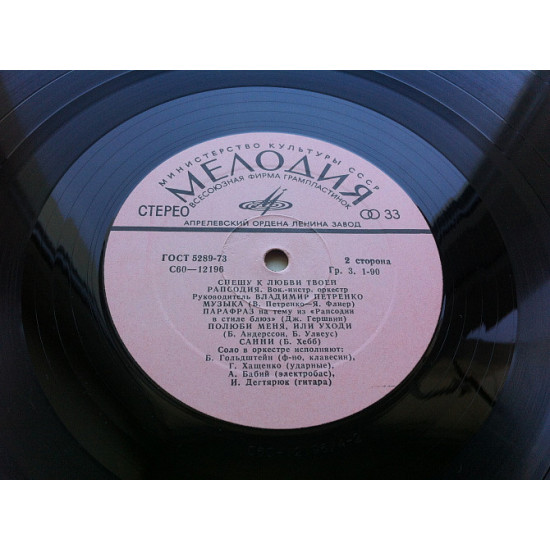 МИНИСТЕРСТВО КУЛЬТУРЫ СССР
МЕЛОДИЯ
ВСЕСОЮЗНАЯ ФИРМА ГРАМПЛАСТИНОК
СТЕРЕО 33
АПРЕЛЕВСКИЙ ОРДЕНА ЛЕНИНА ЗАВОД
ГОСТ 5289-73 2 сторона
С60—12196 Гр. 3. 1-90
СПЕШУ К ЛЮБВИ ТВОЕЙ
РАПСОДИЯ. Вок.-инстр. оркестр
Руководитель ВЛАДИМИР ПЕТРЕНКО
МУЗЫКА (В. Петренко—Я. Флиер)
ПАРАФРАЗ на тему из «Рапсодии
в стиле блюз» (Дж. Гершвин)
ПОЛЮБИ МЕНЯ, ИЛИ УХОДИ
(Б. Андерссон, Б. Улвеус)
САННИ (Б. Хебб)
Соло в оркестре исполняют:
Б. Гольдштейн (ф-но, клавесин),
Г. Хащенко (ударные),
А. Бабий (электробас),
И. Дегтярюк (гитара)